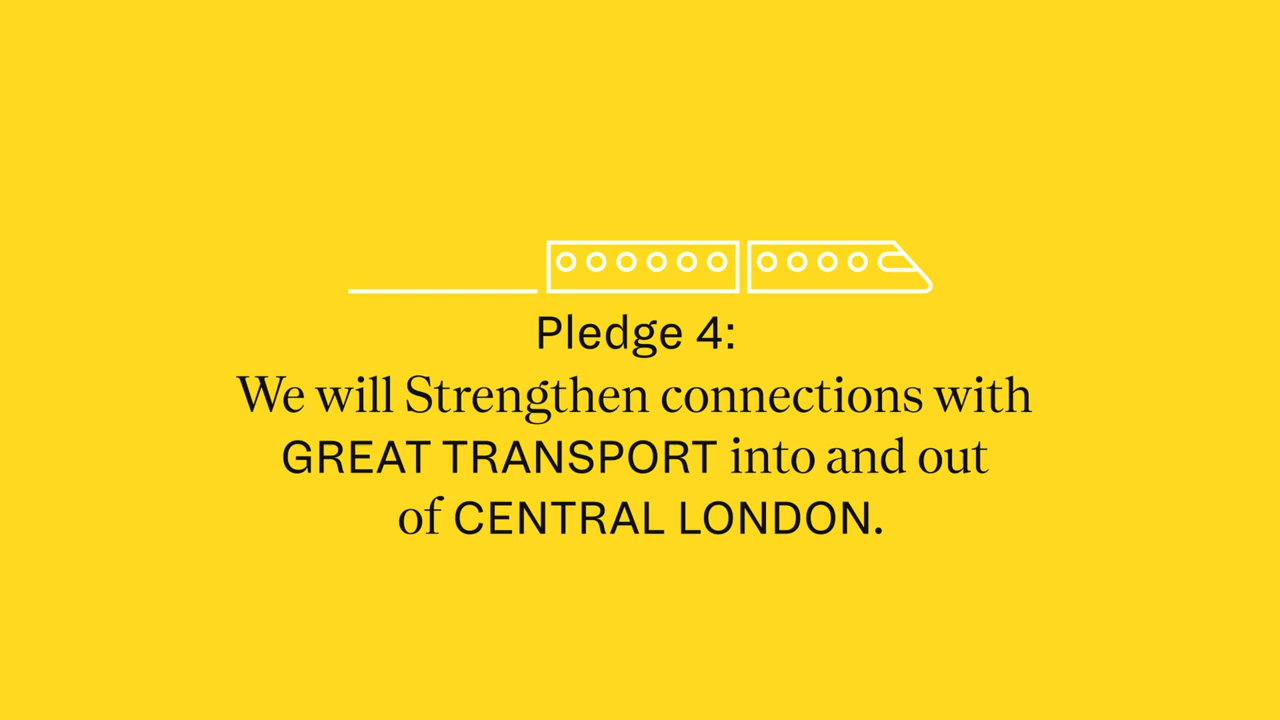 Pledge 4:
We will Strengthen connections with
GREAT TRANSPORT into and out
of CENTRAL LONDON.